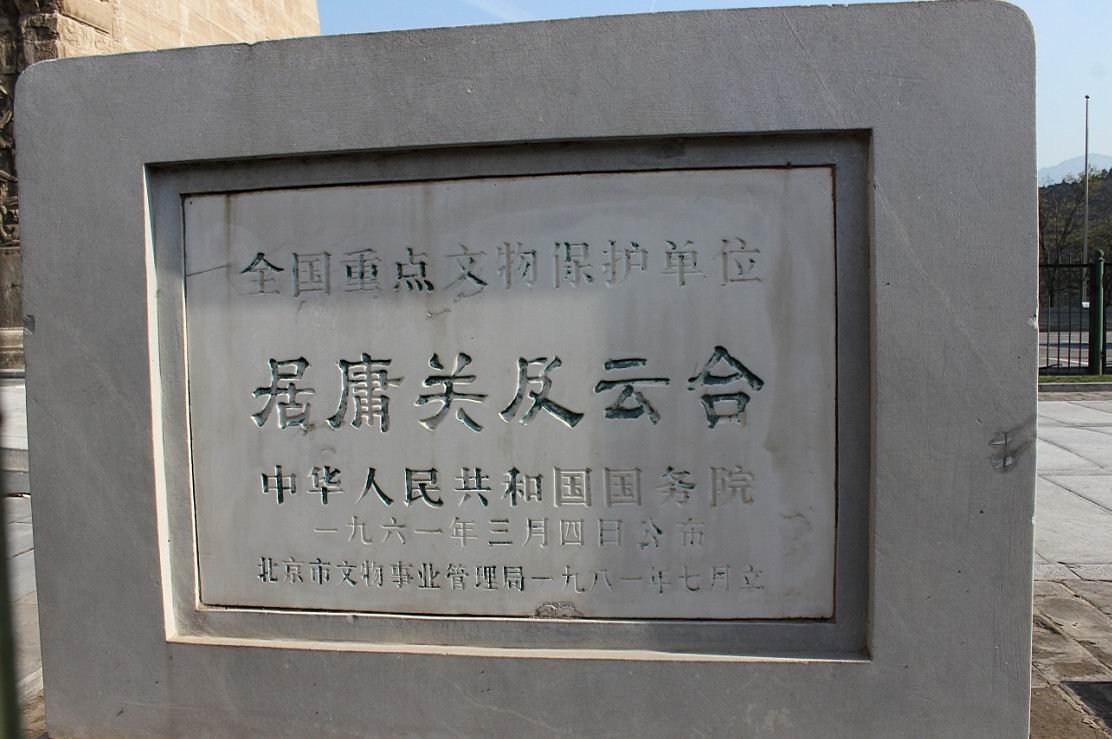 全国重点文物保护单位
居庸关及云台
中华人民共和国国务院
一九六一年三月四日公布
北京市文物事业管理局一九八一年七月立